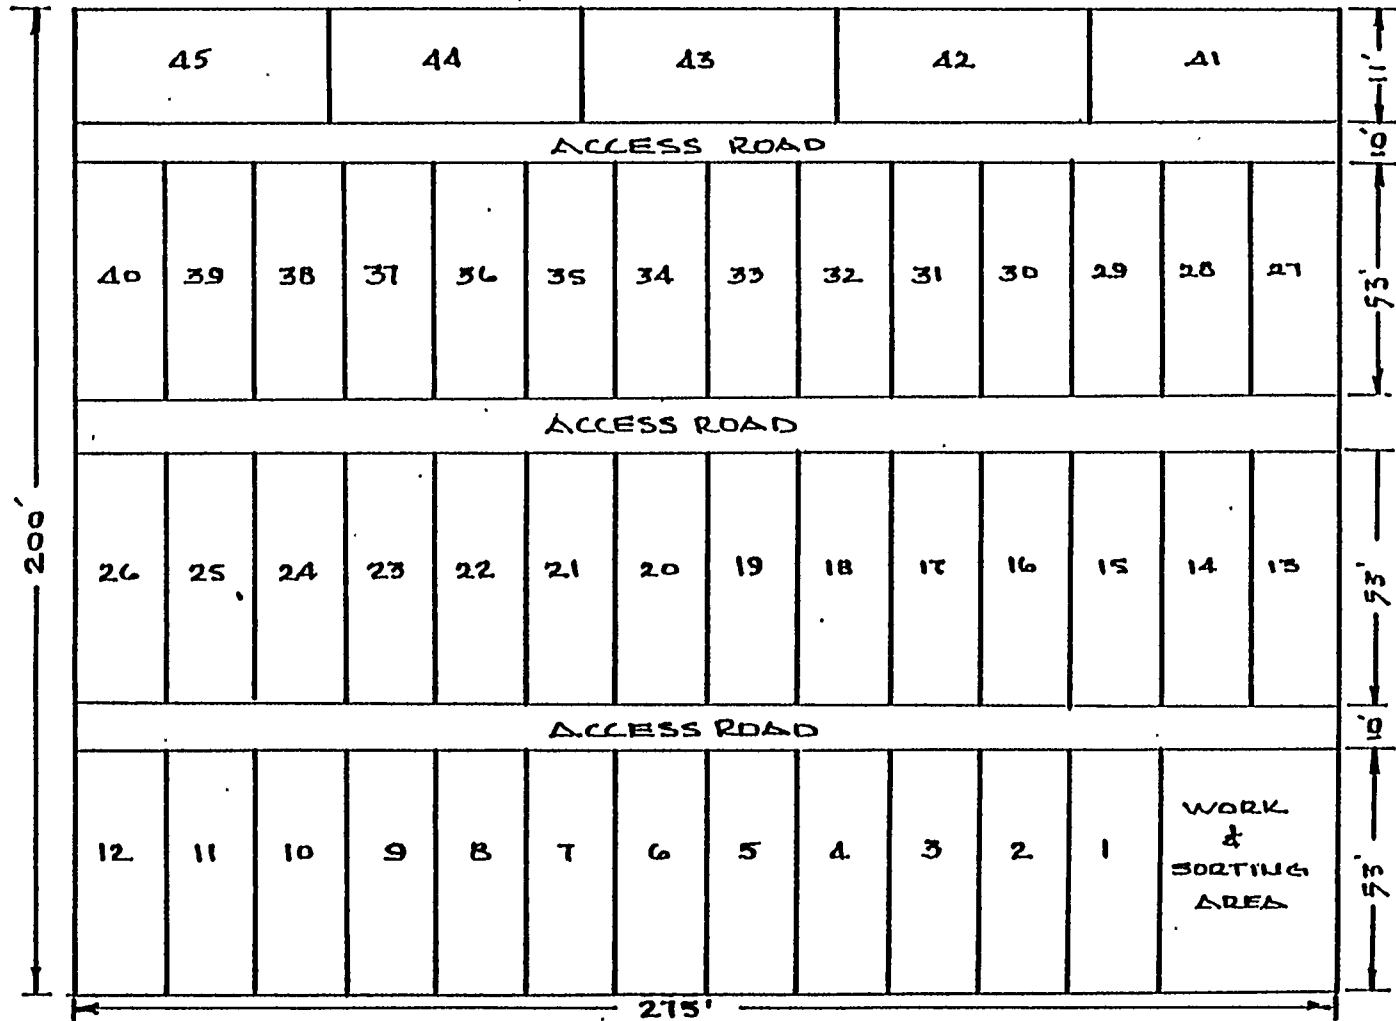 45 44 43 42 41
11'
ACCESS ROAD
10'
40 39 38 37 36 35 34 33 32 31 30 29 28 27
53'
ACCESS ROAD
200'
26 25 24 23 22 21 20 19 18 17 16 15 14 13
53'
ACCESS ROAD
10'
12 11 10 9 8 7 6 5 4 3 2 1
WORK
&
SORTING
AREA
53'
275'